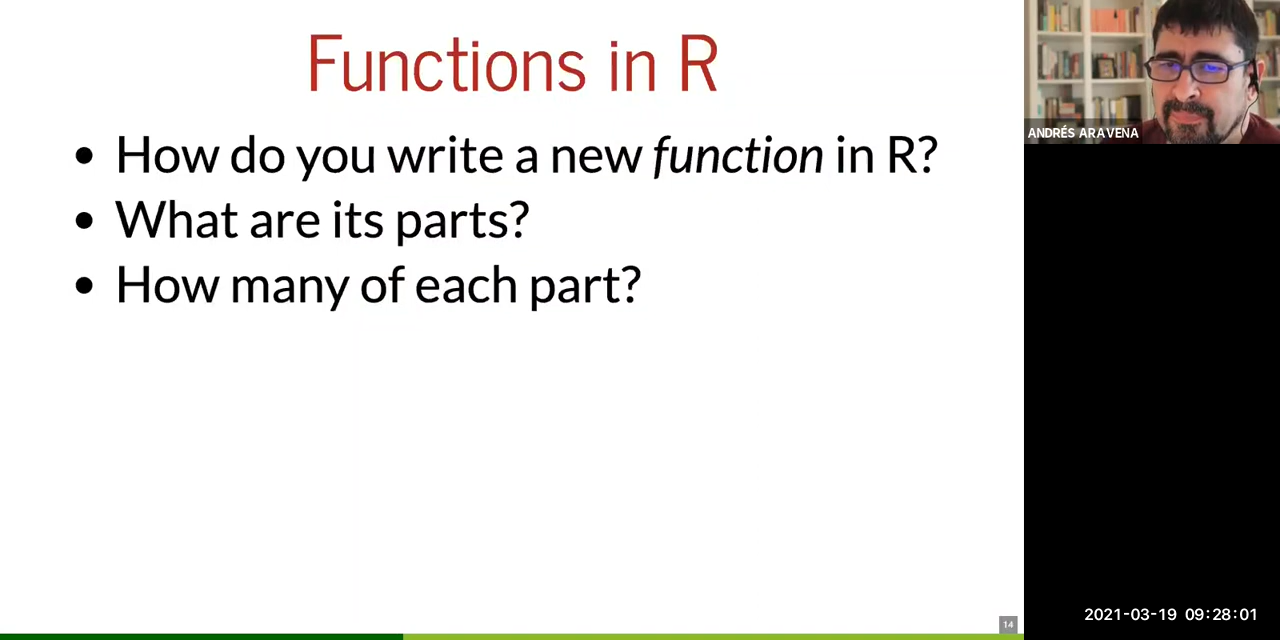 Functions in R
• How do you write a new function in R?
• What are its parts?
• How many of each part?
ANDRÉS ARAVENA
14
2021-03-19 09:28:01